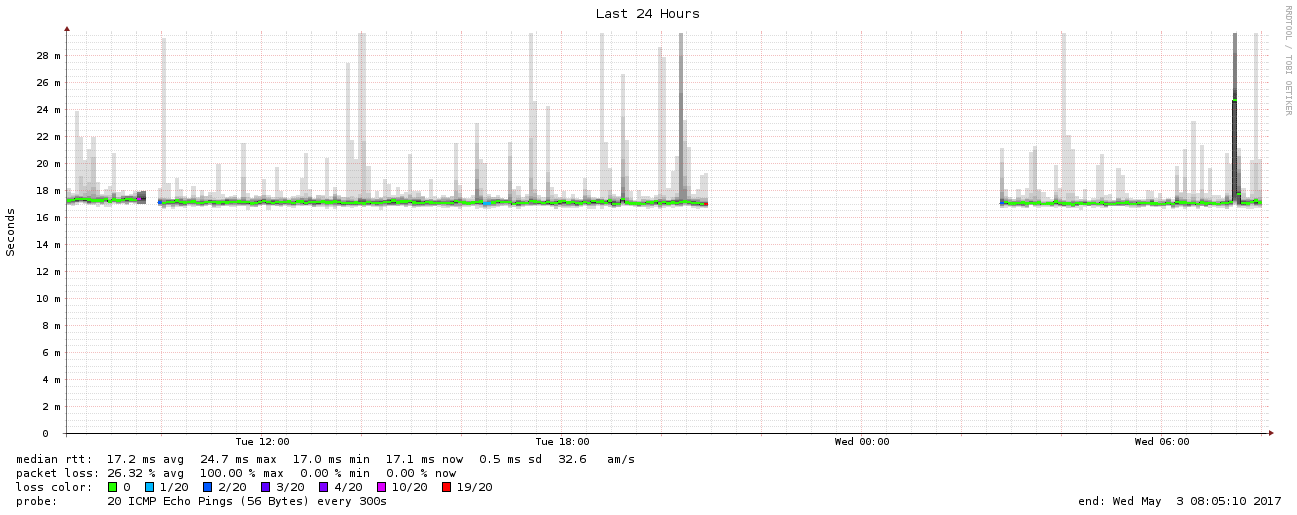 Last 24 Hours
RRDTOOL / TOBI OETIKER
Seconds
28 m
26 m
24 m
22 m
20 m
18 m
16 m
14 m
12 m
10 m
8 m
6 m
4 m
2 m
0
Tue 12:00 Tue 18:00 Wed 00:00 Wed 06:00
median rtt: 17.2 ms avg 24.7 ms max 17.0 ms min 17.1 ms now 0.5 ms sd 32.6 am/s
packet loss: 26.32 % avg 100.00 % max 0.00 % min 0.00 % now
loss color: 0 1/20 2/20 3/20 4/20 10/20 19/20
probe: 20 ICMP Echo Pings (56 Bytes) every 300s end: Wed May 3 08:05:10 2017